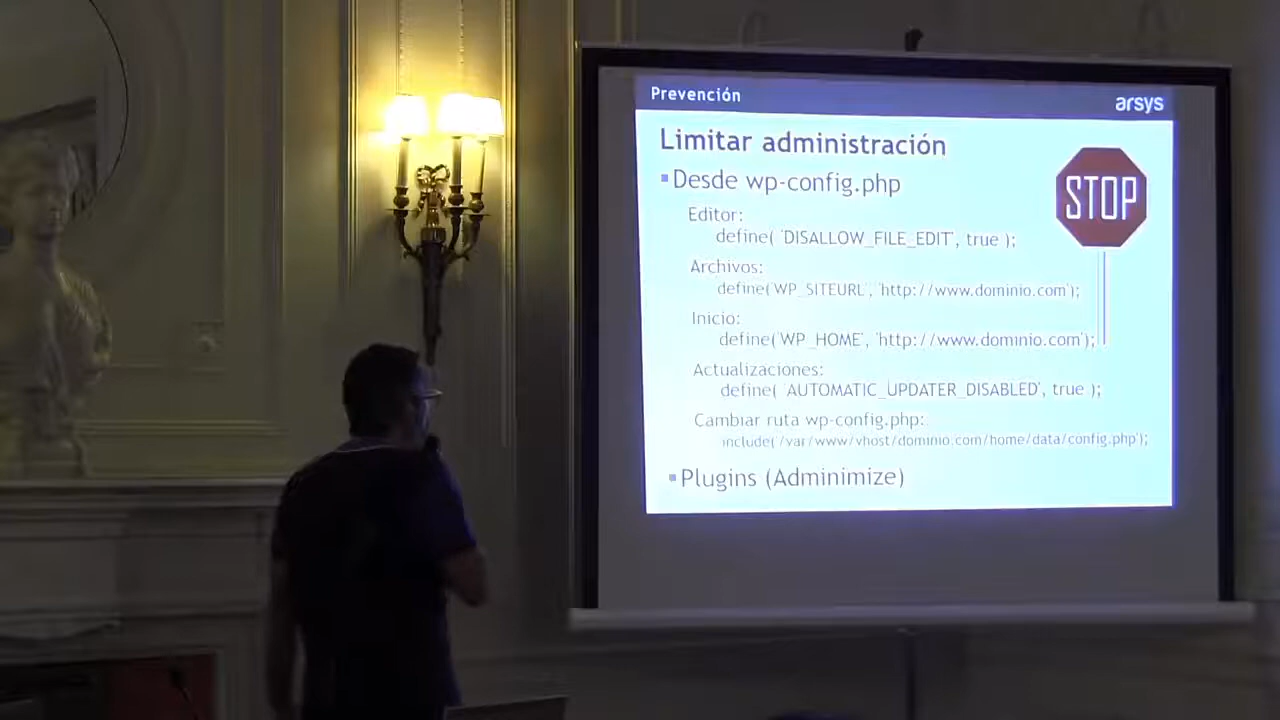 Prevención
arsys
Limitar administración
STOP
▪Desde wp-config.php
Editor:
define( 'DISALLOW_FILE_EDIT', true );
Archivos:
define('WP_SITEURL', 'http://www.dominio.com');
Inicio:
define('WP_HOME', 'http://www.dominio.com');
Actualizaciones:
define( 'AUTOMATIC_UPDATER_DISABLED', true );
Cambiar ruta wp-config.php:
include('/var/www/vhost/dominio.com/home/data/config.php');
▪Plugins (Adminimize)